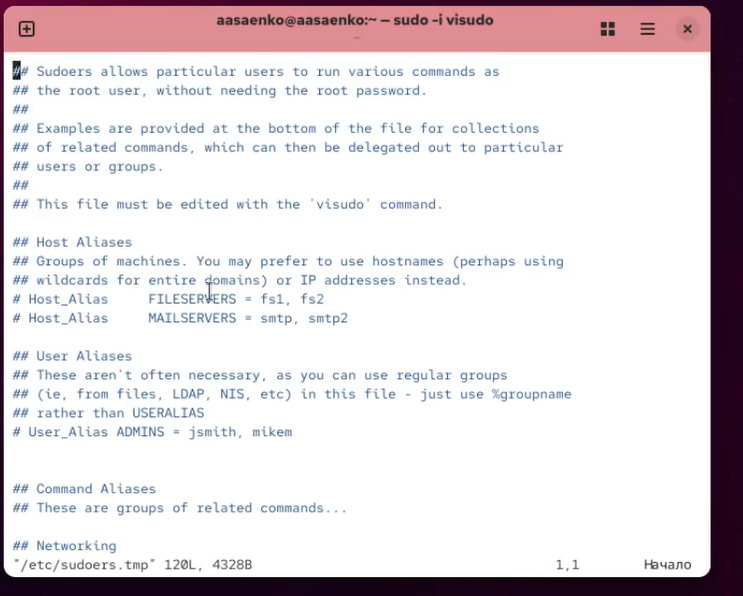 aasaenko@aasaenko:~ — sudo -i visudo
## Sudoers allows particular users to run various commands as
## the root user, without needing the root password.
##
## Examples are provided at the bottom of the file for collections
## of related commands, which can then be delegated out to particular
## users or groups.
##
## This file must be edited with the `visudo` command.
## Host Aliases
## Groups of machines. You may prefer to use hostnames (perhaps using
## wildcards for entire domains) or IP addresses instead.
# Host_Alias     FILESERVERS = fs1, fs2
# Host_Alias     MAILSERVERS = smtp, smtp2
## User Aliases
## These aren't often necessary, as you can use regular groups
## (ie, from files, LDAP, NIS, etc) in this file - just use %groupname
## rather than USERALIAS
# User_Alias ADMINS = jsmith, mikem
## Command Aliases
## These are groups of related commands...
## Networking
"/etc/sudoers.tmp" 120L, 4328B 1,1 Начало